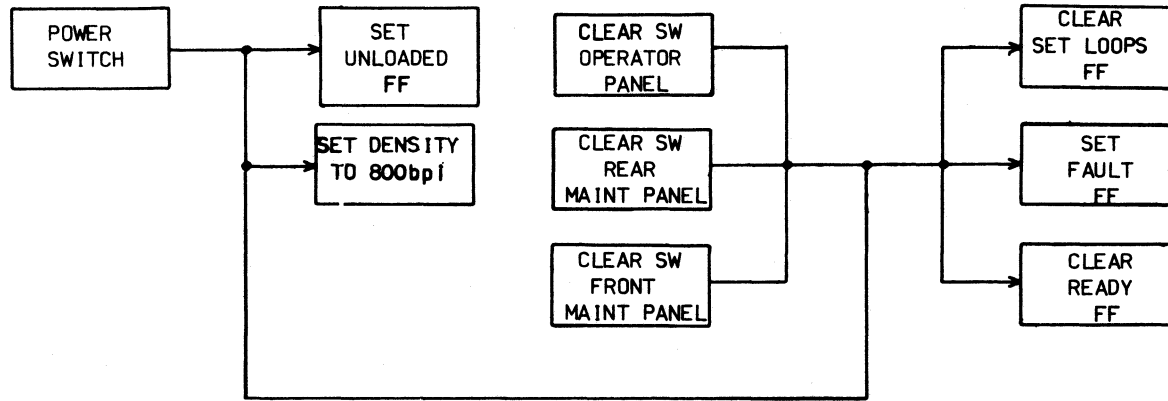 POWER
SWITCH
SET
UNLOADED
FF
SET DENSITY
TO 800bpi
CLEAR SW
OPERATOR
PANEL
CLEAR SW
REAR
MAINT PANEL
CLEAR SW
FRONT
MAINT PANEL
CLEAR
SET LOOPS
FF
SET
FAULT
FF
CLEAR
READY
FF